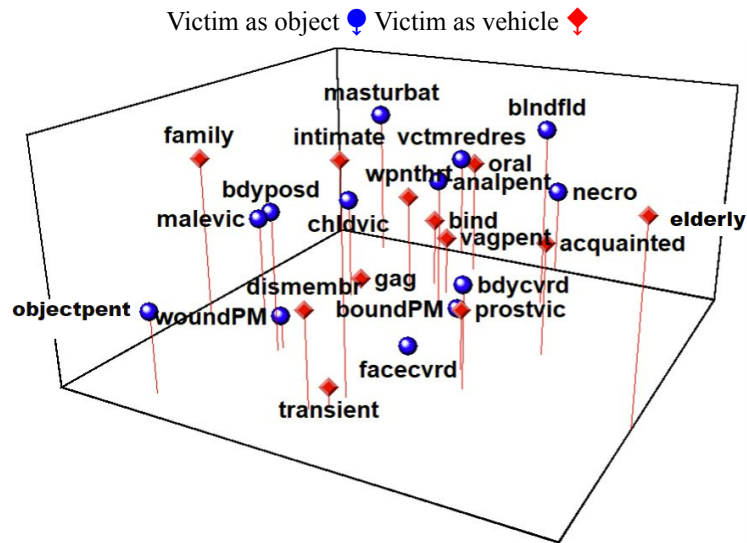 Victim as object Victim as vehicle
masturbat
blndfld
family
intimate
vctmredres
wpnthrt
oral
analpent
bdyposd
necro
malevic
chldvic
bind
elderly
vagpent
acquainted
dismembr
gag
bdycvrd
objectpent
woundPM
boundPM
prostvic
facecvrd
transient